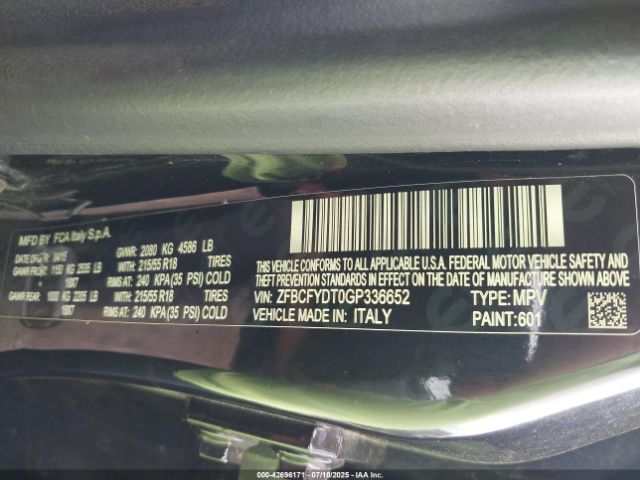 MFD BY FCA Italy S.p.A.
GVWR: 2080 KG 4586 LB
GAWR FRONT: 1150 KG 2535 LB WITH: 215/55 R18 TIRES
18X7 RIMS AT: 240 KPA(35 PSI) COLD
GAWR REAR: 1000 KG 2205 LB WITH: 215/55 R18 TIRES
18X7 RIMS AT: 240 KPA(35 PSI) COLD
THIS VEHICLE CONFORMS TO ALL APPLICABLE U.S.A. FEDERAL MOTOR VEHICLE SAFETY AND
THEFT PREVENTION STANDARDS IN EFFECT ON THE DATE OF MANUFACTURE SHOWN ABOVE.
VIN: ZFBCFYDT0GP336652 TYPE: MPV
VEHICLE MADE IN: ITALY PAINT: 601
000-42696171 — 07/10/2025 — IAA Inc.